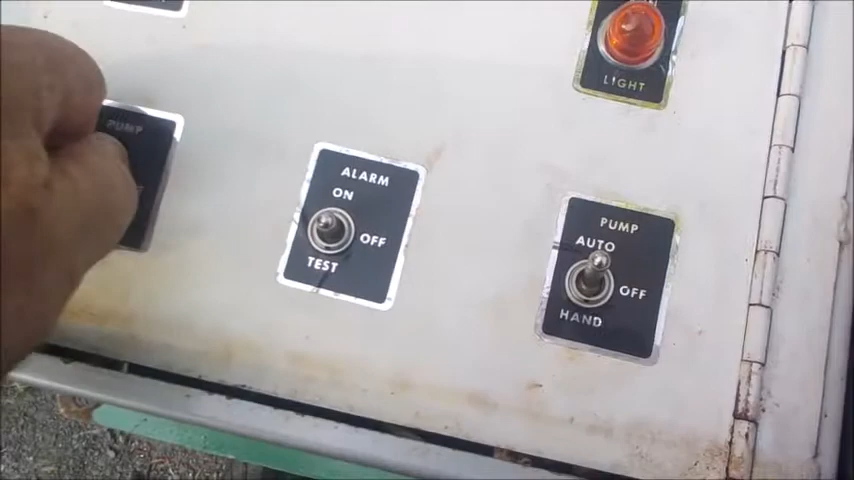 LIGHT
PUMP
ALARM
ON
OFF
TEST
PUMP
AUTO
OFF
HAND